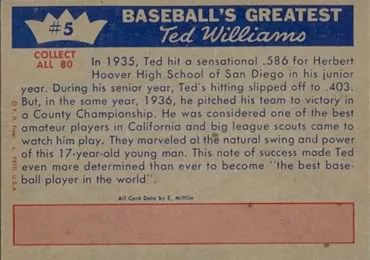 #5
BASEBALL'S GREATEST
Ted Williams
COLLECT
ALL 80
In 1935, Ted hit a sensational .586 for Herbert
Hoover High School of San Diego in his junior
year. During his senior year, Ted's hitting slipped off to .403.
But, in the same year, 1936, he pitched his team to victory in
a County Championship. He was considered one of the best
amateur players in California and big league scouts came to
watch him play. They marveled at the natural swing and power
of this 17-year-old young man. This note of success made Ted
even more determined than ever to become "the best base-
ball player in the world".
All Card Data by E. Mifflin